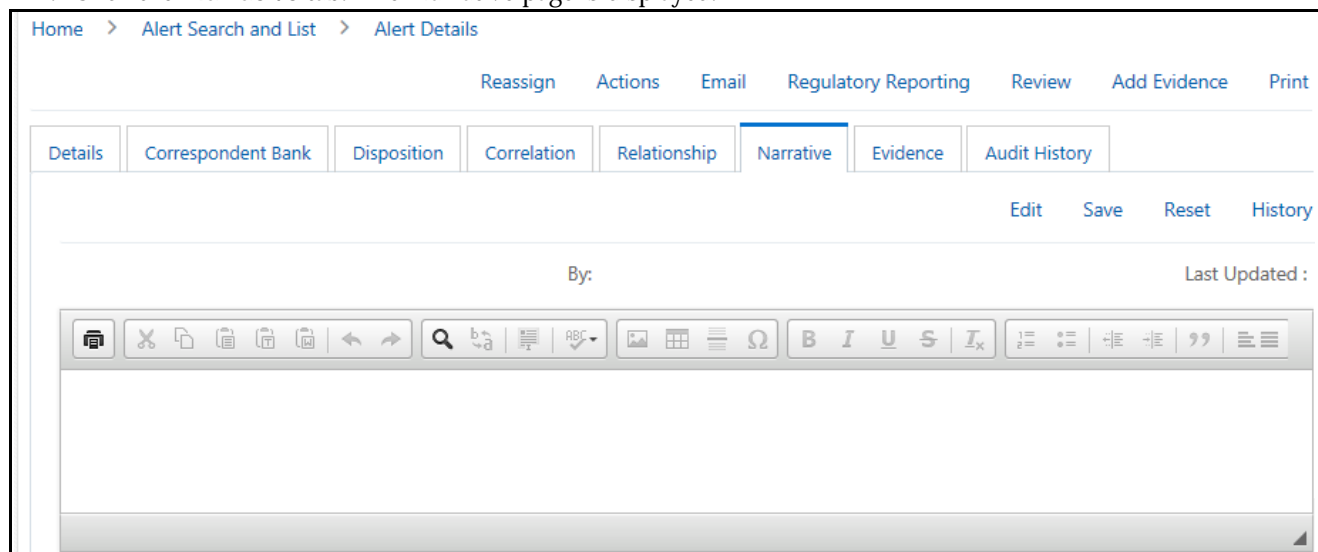 Home > Alert Search and List > Alert Details
Reassign Actions Email Regulatory Reporting Review Add Evidence Print
Details Correspondent Bank Disposition Correlation Relationship Narrative Evidence Audit History
Edit Save Reset History
By: Last Updated :